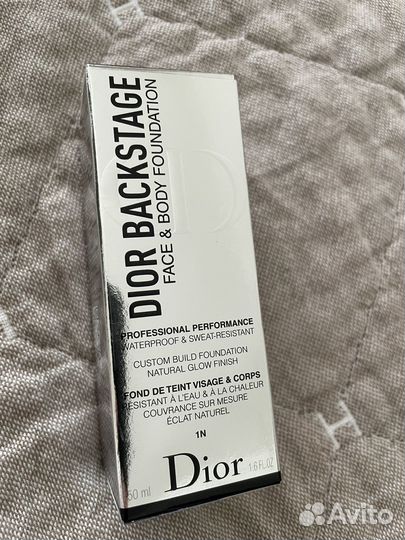 DIOR BACKSTAGE
FACE & BODY FOUNDATION
PROFESSIONAL PERFORMANCE
WATERPROOF & SWEAT-RESISTANT
CUSTOM BUILD FOUNDATION
NATURAL GLOW FINISH
FOND DE TEINT VISAGE & CORPS
RÉSISTANT À L'EAU & À LA CHALEUR
COUVRANCE SUR MESURE
ÉCLAT NATUREL
1N
50 ml Dior 1.6 FL.OZ
H
H
Avito